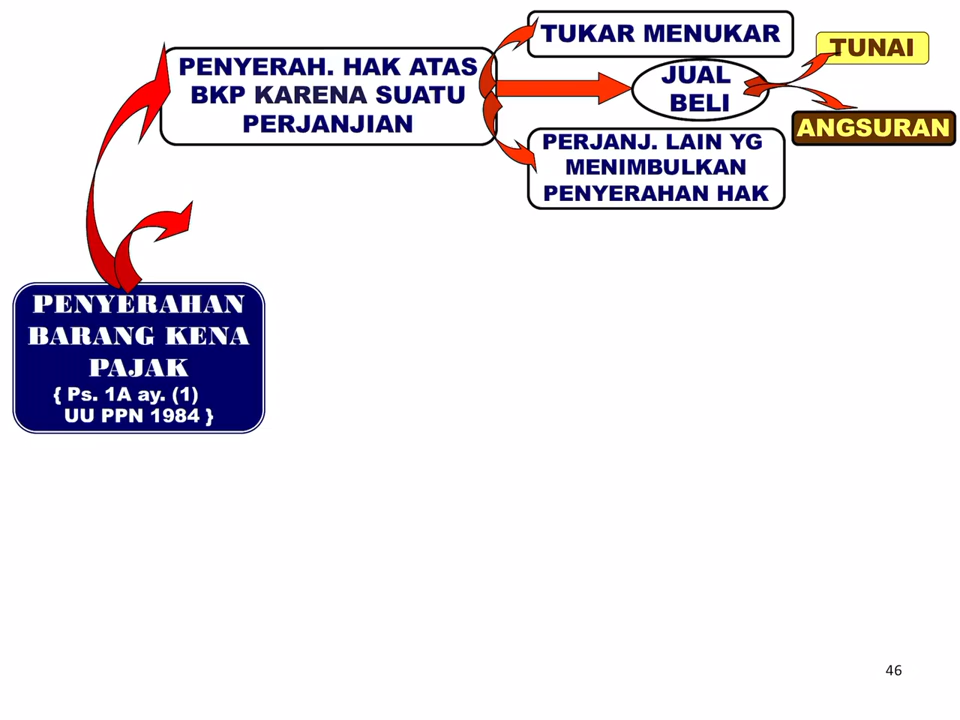 TUKAR MENUKAR
TUNAI
PENYERAH. HAK ATAS
BKP KARENA SUATU
PERJANJIAN
JUAL
BELI
ANGSURAN
PERJANJ. LAIN YG
MENIMBULKAN
PENYERAHAN HAK
PENYERAHAN
BARANG KENA
PAJAK
{ Ps. 1A ay. (1)
UU PPN 1984 }
46